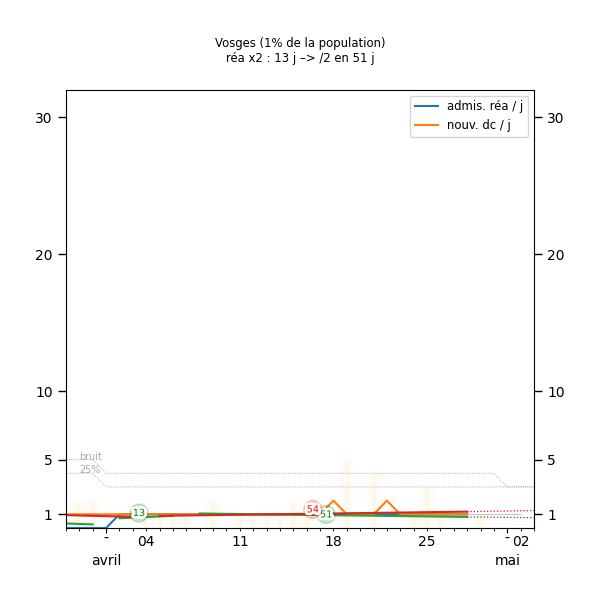 Vosges (1% de la population)
réa x2 : 13 j –> /2 en 51 j
admis. réa / j
nouv. dc / j
30
30
20
20
10
10
bruit
25%
5
5
1
1
13
54
51
04
11
18
25
02
avril
mai